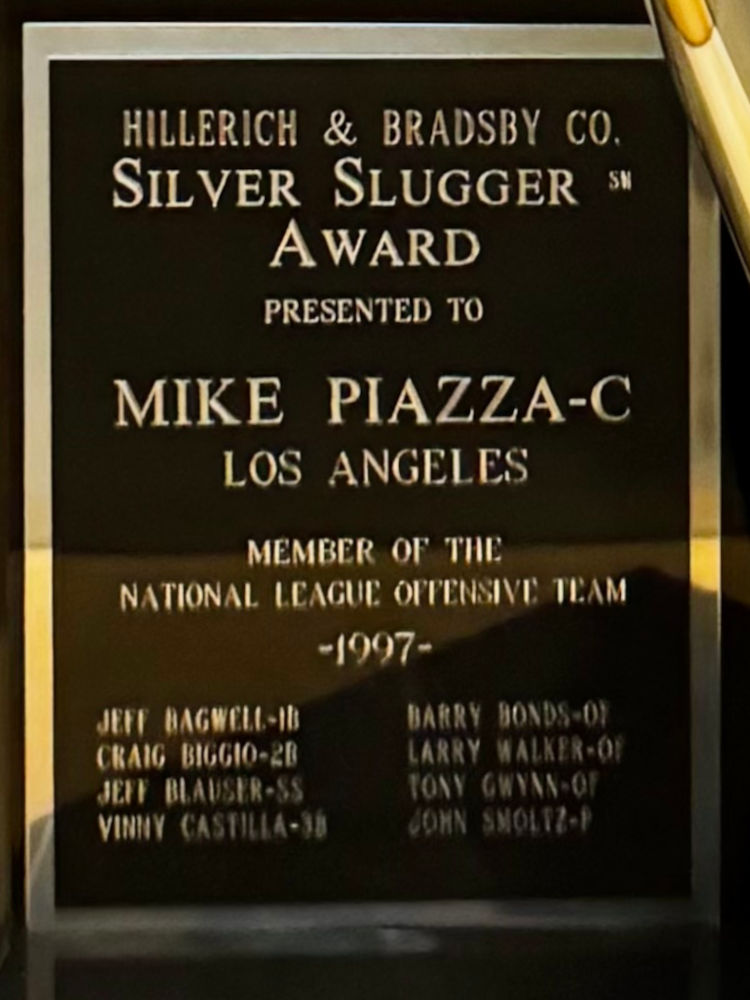 HILLERICH & BRADSBY CO.
SILVER SLUGGER SM
AWARD
PRESENTED TO
MIKE PIAZZA-C
LOS ANGELES
MEMBER OF THE
NATIONAL LEAGUE OFFENSIVE TEAM
-1997-
JEFF BAGWELL-1B
CRAIG BIGGIO-2B
JEFF BLAUSER-SS
VINNY CASTILLA-3B
BARRY BONDS-OF
LARRY WALKER-OF
TONY GWYNN-OF
JOHN SMOLTZ-P